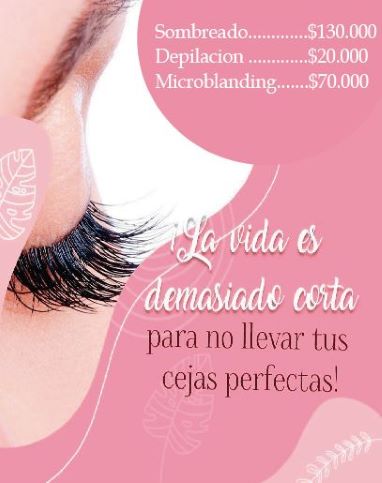 Sombreado.............$130.000
Depilacion .............$20.000
Microblanding.......$70.000
¡La vida es
demasiado corta
para no llevar tus
cejas perfectas!